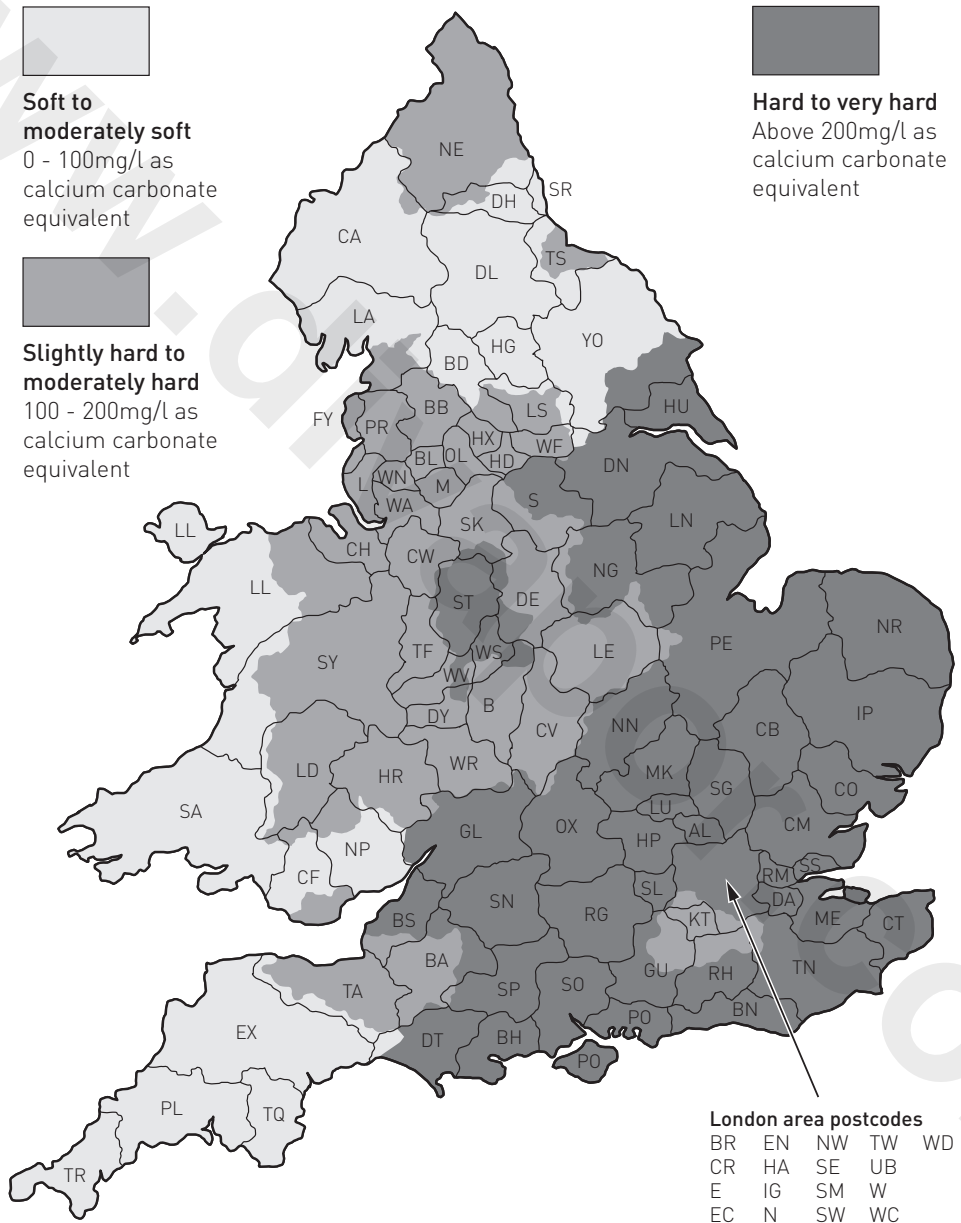 Soft to
moderately soft
0 - 100mg/l as
calcium carbonate
equivalent
Slightly hard to
moderately hard
100 - 200mg/l as
calcium carbonate
equivalent
Hard to very hard
Above 200mg/l as
calcium carbonate
equivalent
NE
SR
DH
CA
TS
DL
LA
YO
HG
BD
FY
BB
LS
HU
PR
HX
WF
BL
OL
HD
DN
L
WN
M
S
WA
SK
LN
LL
CH
CW
LL
NG
ST
DE
NR
SY
TF
WS
LE
PE
WV
B
IP
DY
CV
NN
CB
LD
HR
WR
MK
SG
CO
SA
LU
GL
OX
AL
CM
NP
HP
CF
RM
SS
SL
DA
SN
RG
BS
KT
ME
CT
BA
GU
RH
TN
TA
SP
SO
PO
BN
EX
DT
BH
PO
PL
TQ
TR
London area postcodes
BR EN NW TW WD
CR HA SE UB
E IG SM W
EC N SW WC